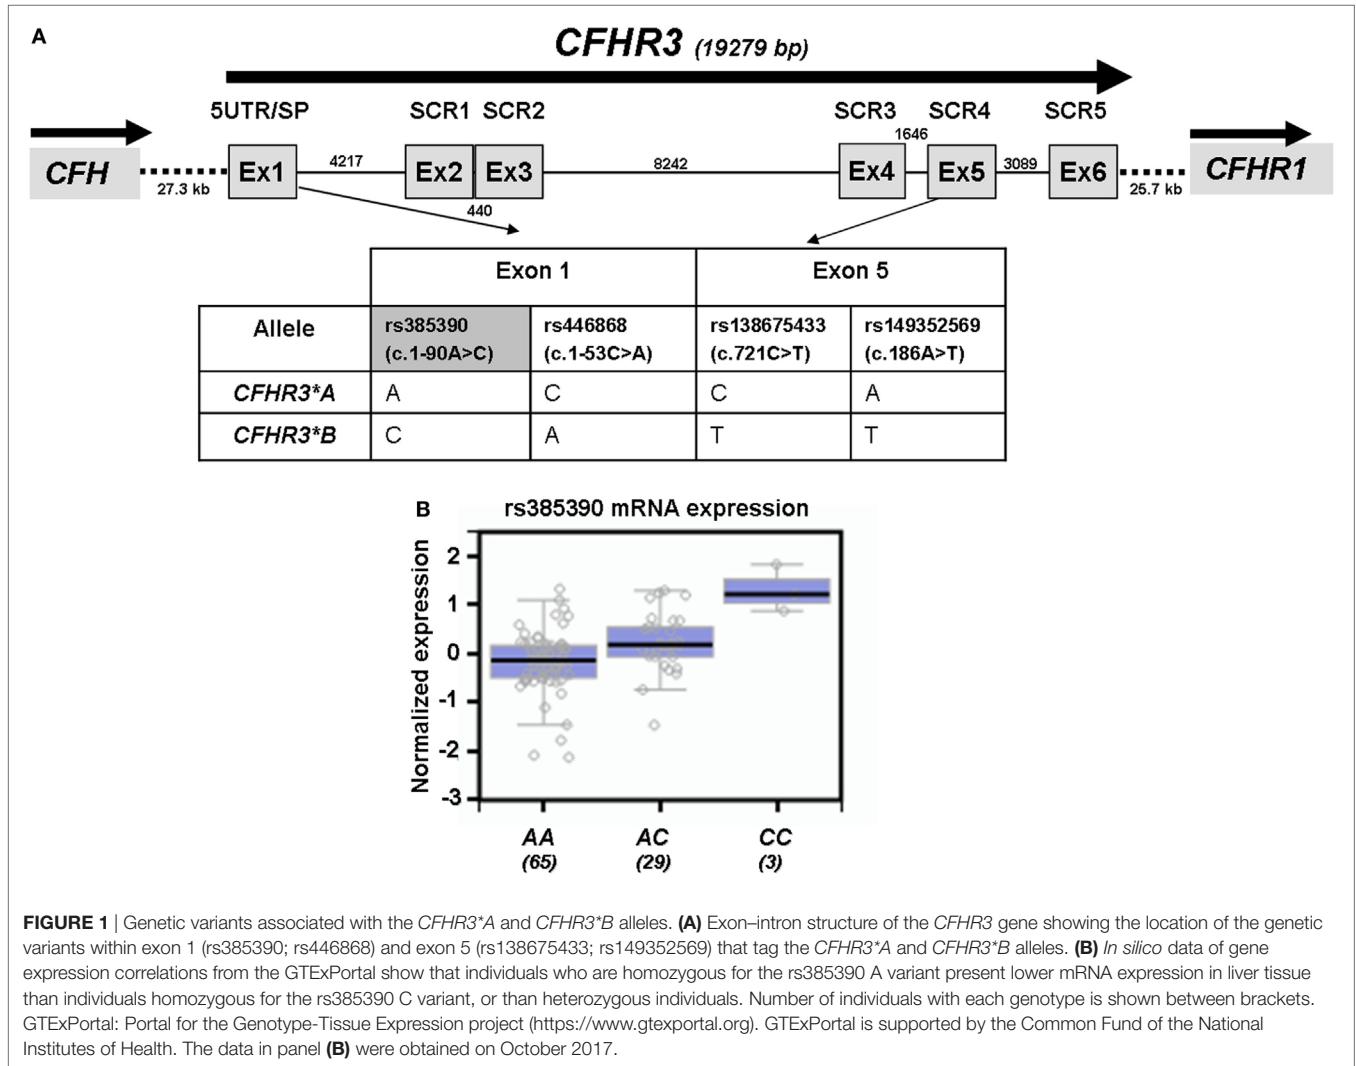 A
CFHR3 (19279 bp)
5UTR/SP SCR1 SCR2 SCR3 SCR4 SCR5
CFH 27.3 kb Ex1 4217 Ex2 440 Ex3 8242 Ex4 1646 Ex5 3089 Ex6 25.7 kb CFHR1
Exon 1 Exon 5
Allele rs385390 (c.1-90A>C) rs446868 (c.1-53C>A) rs138675433 (c.721C>T) rs149352569 (c.186A>T)
CFHR3*A A C C A
CFHR3*B C A T T
B rs385390 mRNA expression
Normalized expression
2
1
0
-1
-2
-3
AA AC CC
(65) (29) (3)
FIGURE 1 | Genetic variants associated with the CFHR3*A and CFHR3*B alleles. (A) Exon–intron structure of the CFHR3 gene showing the location of the genetic
variants within exon 1 (rs385390; rs446868) and exon 5 (rs138675433; rs149352569) that tag the CFHR3*A and CFHR3*B alleles. (B) In silico data of gene
expression correlations from the GTExPortal show that individuals who are homozygous for the rs385390 A variant present lower mRNA expression in liver tissue
than individuals homozygous for the rs385390 C variant, or than heterozygous individuals. Number of individuals with each genotype is shown between brackets.
GTExPortal: Portal for the Genotype-Tissue Expression project (https://www.gtexportal.org). GTExPortal is supported by the Common Fund of the National
Institutes of Health. The data in panel (B) were obtained on October 2017.